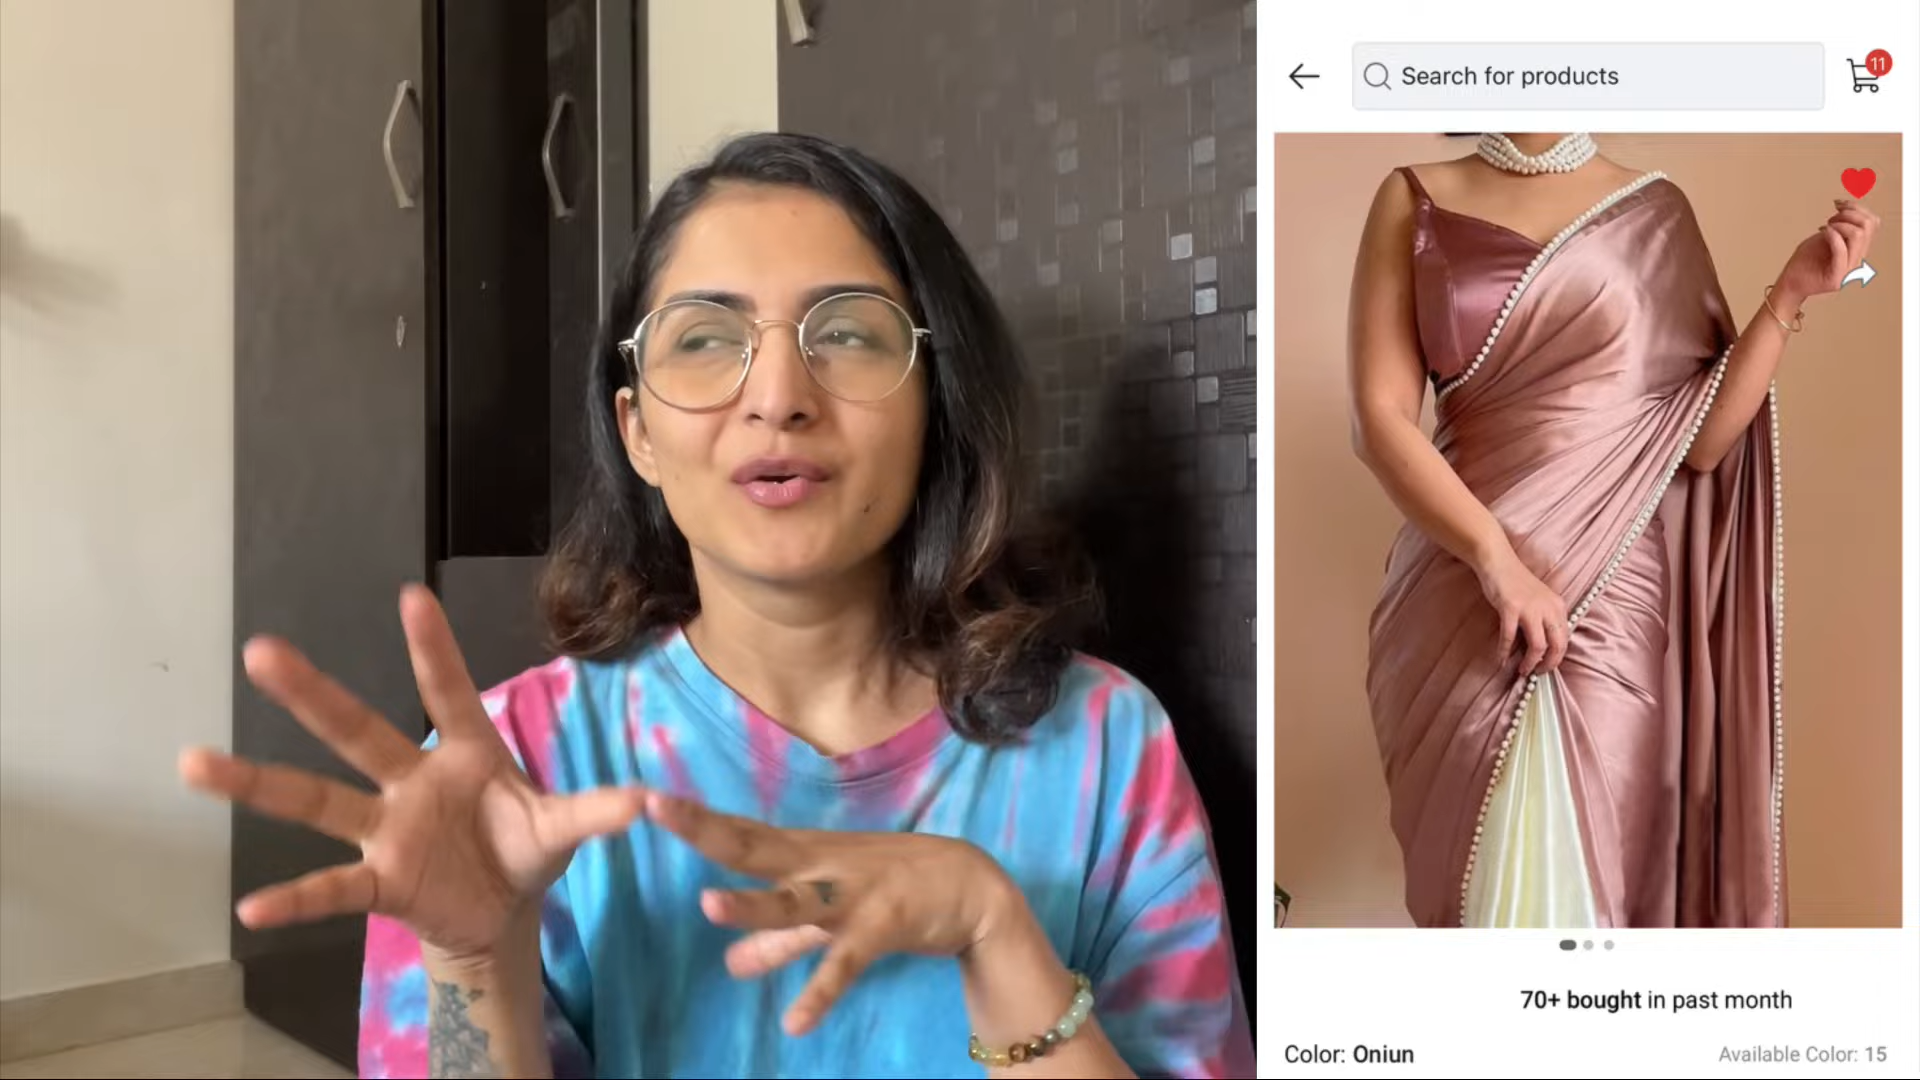 Search for products
11
70+ bought in past month
Color: Oniun
Available Color: 15